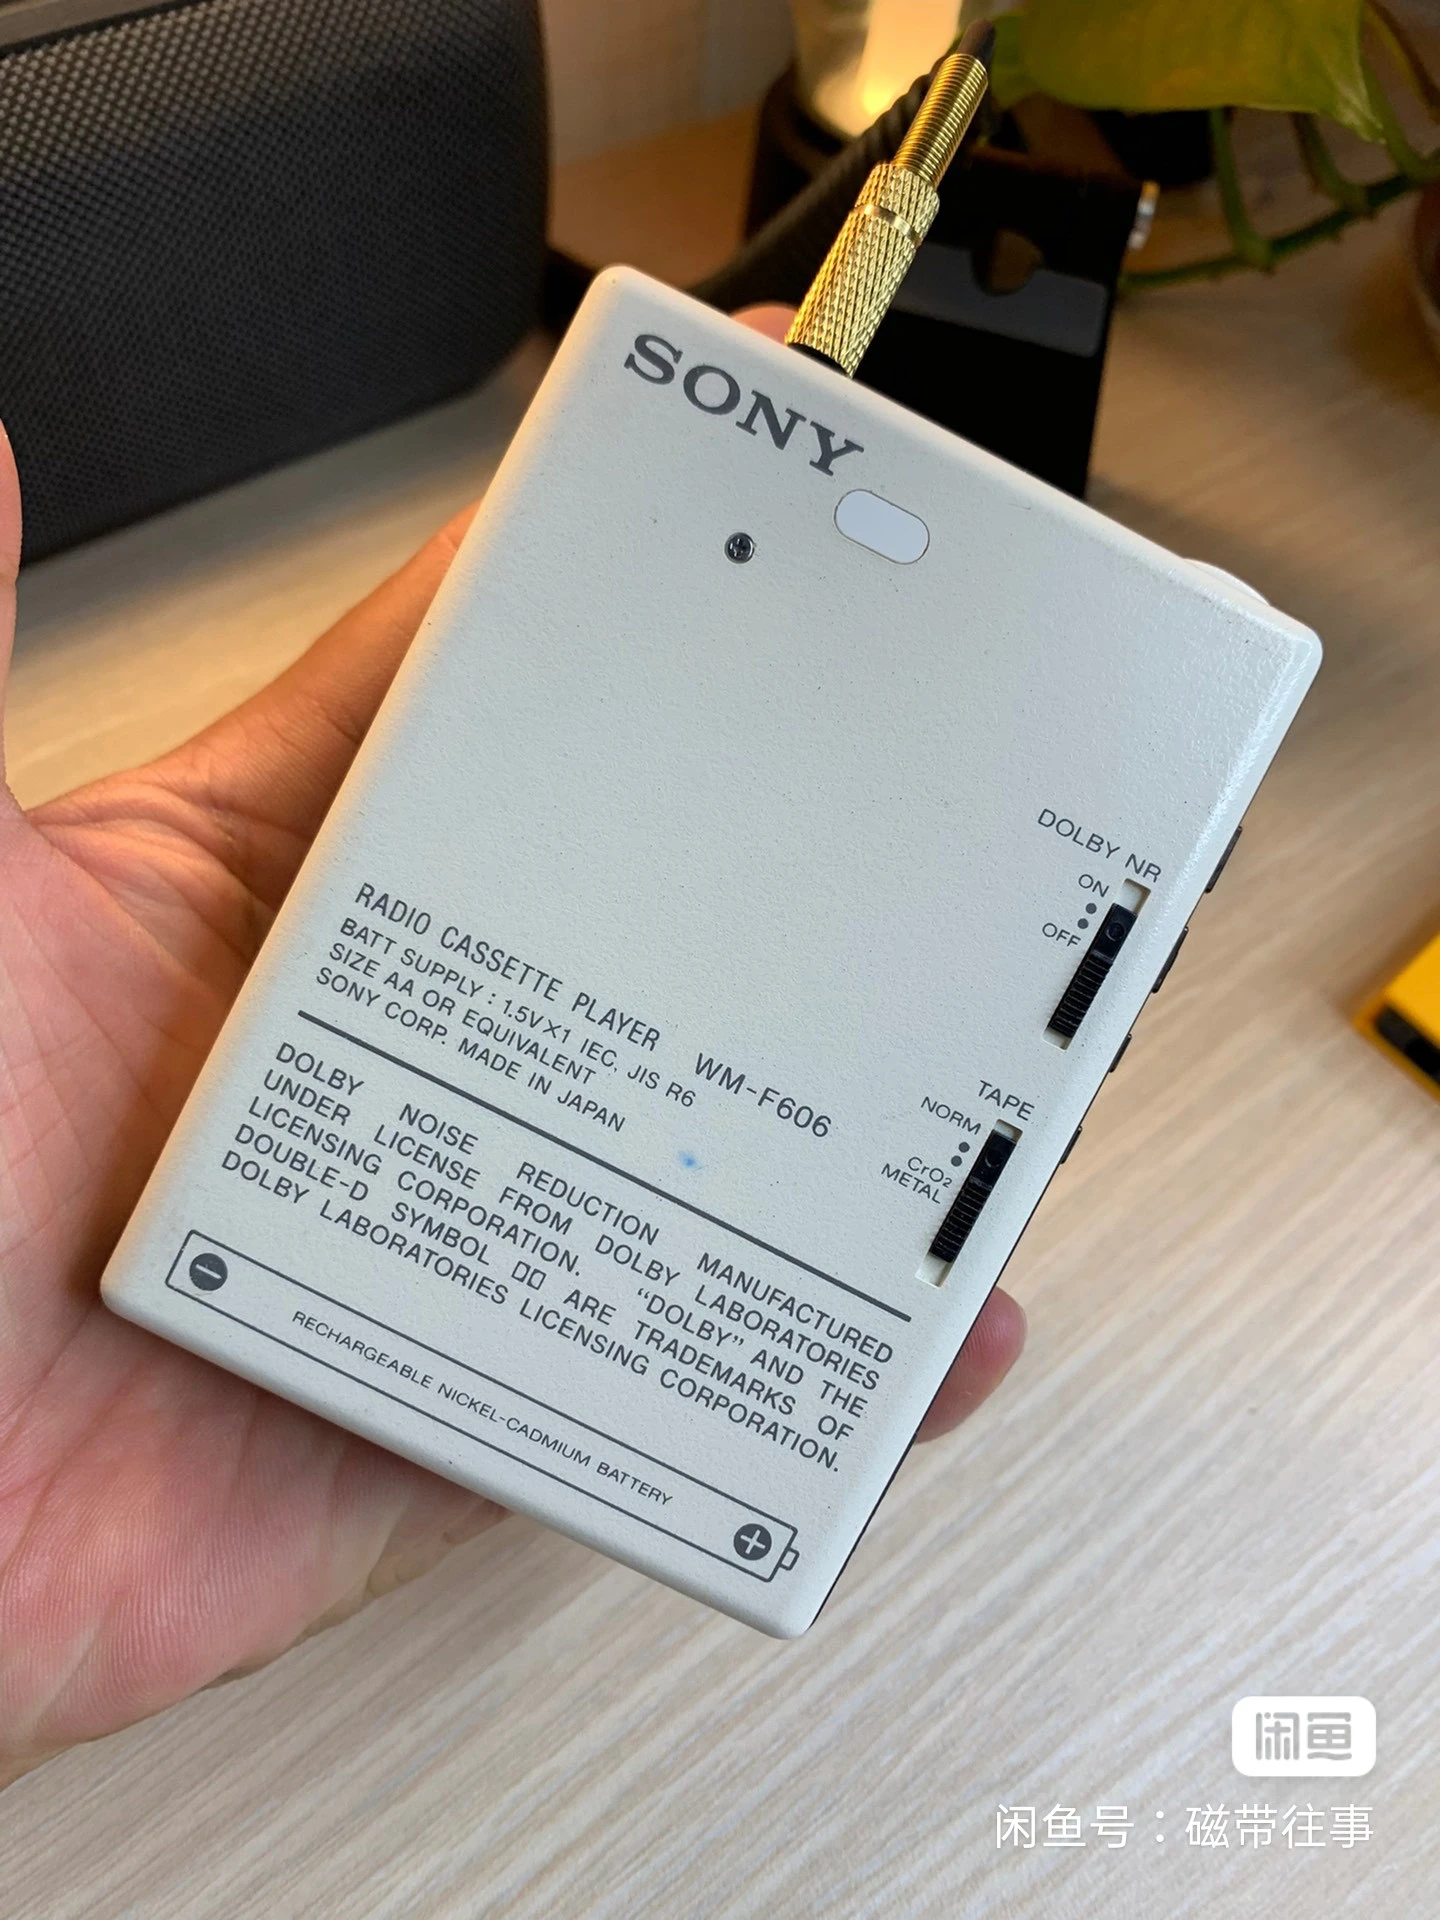 SONY
DOLBY NR
ON
OFF
TAPE
NORM
CrO₂
METAL
RADIO CASSETTE PLAYER WM-F606
BATT SUPPLY : 1.5V×1 IEC, JIS R6
SIZE AA OR EQUIVALENT
SONY CORP. MADE IN JAPAN
DOLBY NOISE REDUCTION MANUFACTURED
UNDER LICENSE FROM DOLBY LABORATORIES
LICENSING CORPORATION. “DOLBY” AND THE
DOUBLE-D SYMBOL ARE TRADEMARKS OF
DOLBY LABORATORIES LICENSING CORPORATION.
RECHARGEABLE NICKEL-CADMIUM BATTERY
闲鱼
闲鱼号：磁带往事